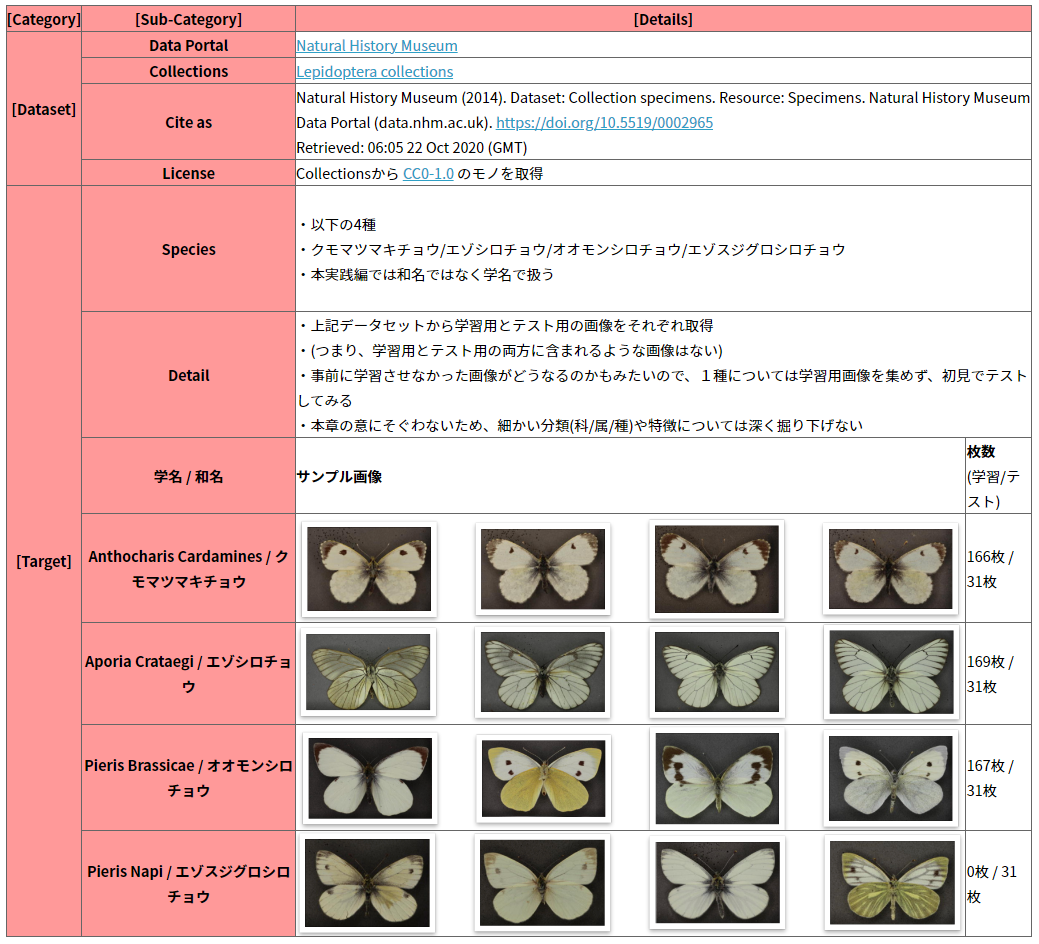 [Category] [Sub-Category] [Details]
[Dataset]
Data Portal
Natural History Museum
Collections
Lepidoptera collections
Cite as
Natural History Museum (2014). Dataset: Collection specimens. Resource: Specimens. Natural History Museum
Data Portal (data.nhm.ac.uk). https://doi.org/10.5519/0002965
Retrieved: 06:05 22 Oct 2020 (GMT)
License
Collectionsから CC0-1.0 のモノを取得
[Target]
Species
・以下の4種
・クモマツマキチョウ/エゾシロチョウ/オオモンシロチョウ/エゾスジグロシロチョウ
・本実践編では和名ではなく学名で扱う
Detail
・上記データセットから学習用とテスト用の画像をそれぞれ取得
・(つまり、学習用とテスト用の両方に含まれるような画像はない)
・事前に学習させなかった画像がどうなるのかもみたいので、１種については学習用画像を集めず、初見でテスト
してみる
・本章の意にそぐわないため、細かい分類(科/属/種)や特徴については深く掘り下げない
学名 / 和名
サンプル画像
枚数
(学習/テ
スト)
Anthocharis Cardamines / ク
モマツマキチョウ
166枚 /
31枚
Aporia Crataegi / エゾシロチョ
ウ
169枚 /
31枚
Pieris Brassicae / オオモンシロ
チョウ
167枚 /
31枚
Pieris Napi / エゾスジグロシロ
チョウ
0枚 / 31
枚